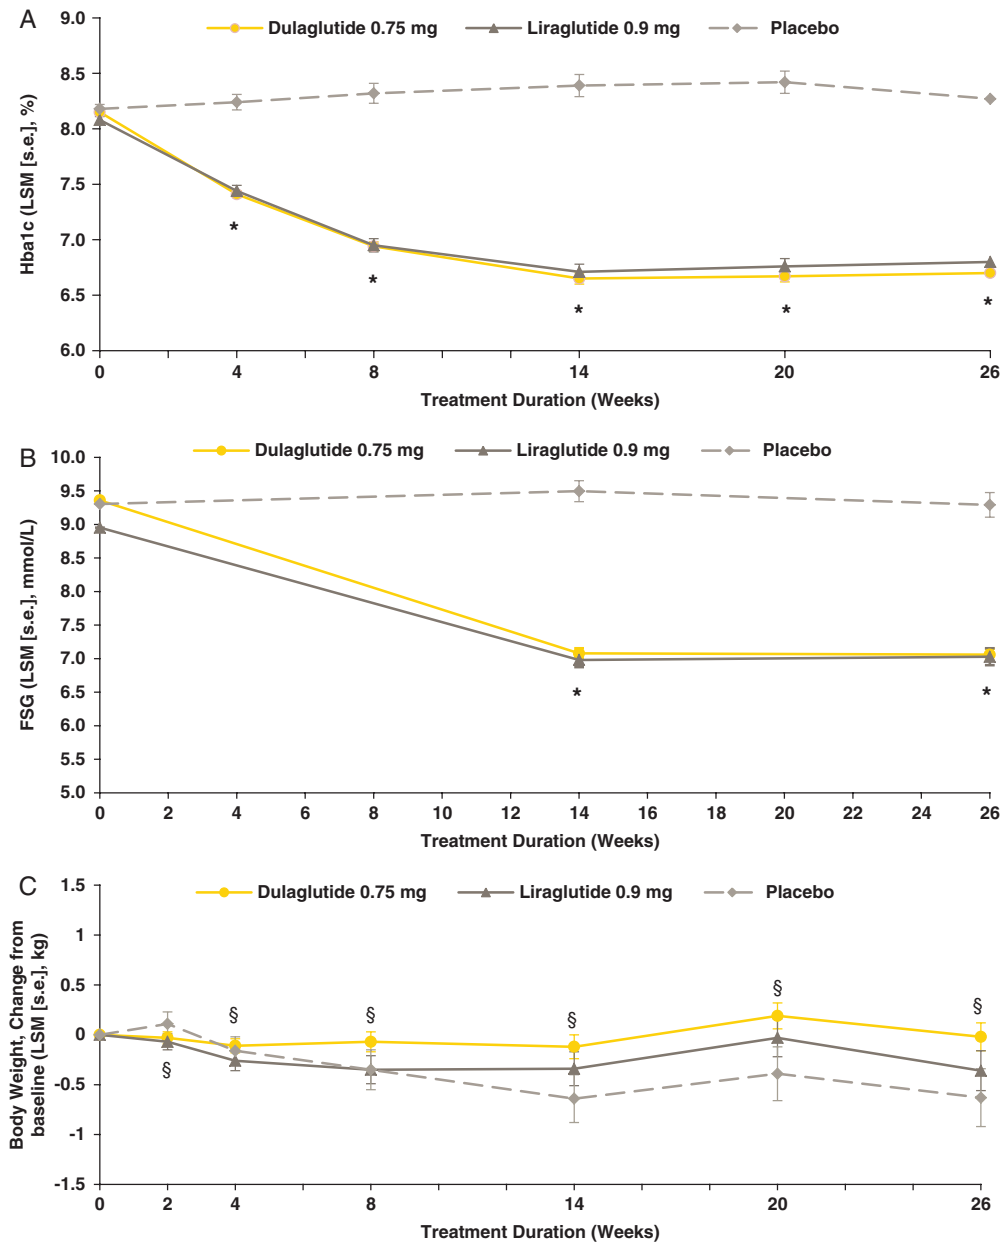 A
Dulaglutide 0.75 mg Liraglutide 0.9 mg Placebo
Hba1c (LSM [s.e.], %)
9.0
8.5
8.0
7.5
7.0
6.5
6.0
* * * * *
0 4 8 14 20 26
Treatment Duration (Weeks)
B
Dulaglutide 0.75 mg Liraglutide 0.9 mg Placebo
FSG (LSM [s.e.], mmol/L)
10.0
9.5
9.0
8.5
8.0
7.5
7.0
6.5
6.0
5.5
5.0
* *
0 2 4 6 8 10 12 14 16 18 20 22 24 26
Treatment Duration (Weeks)
C
Dulaglutide 0.75 mg Liraglutide 0.9 mg Placebo
Body Weight, Change from
baseline (LSM [s.e.], kg)
1.5
1
0.5
0
-0.5
-1
-1.5
§ § § § § §
0 2 4 8 14 20 26
Treatment Duration (Weeks)